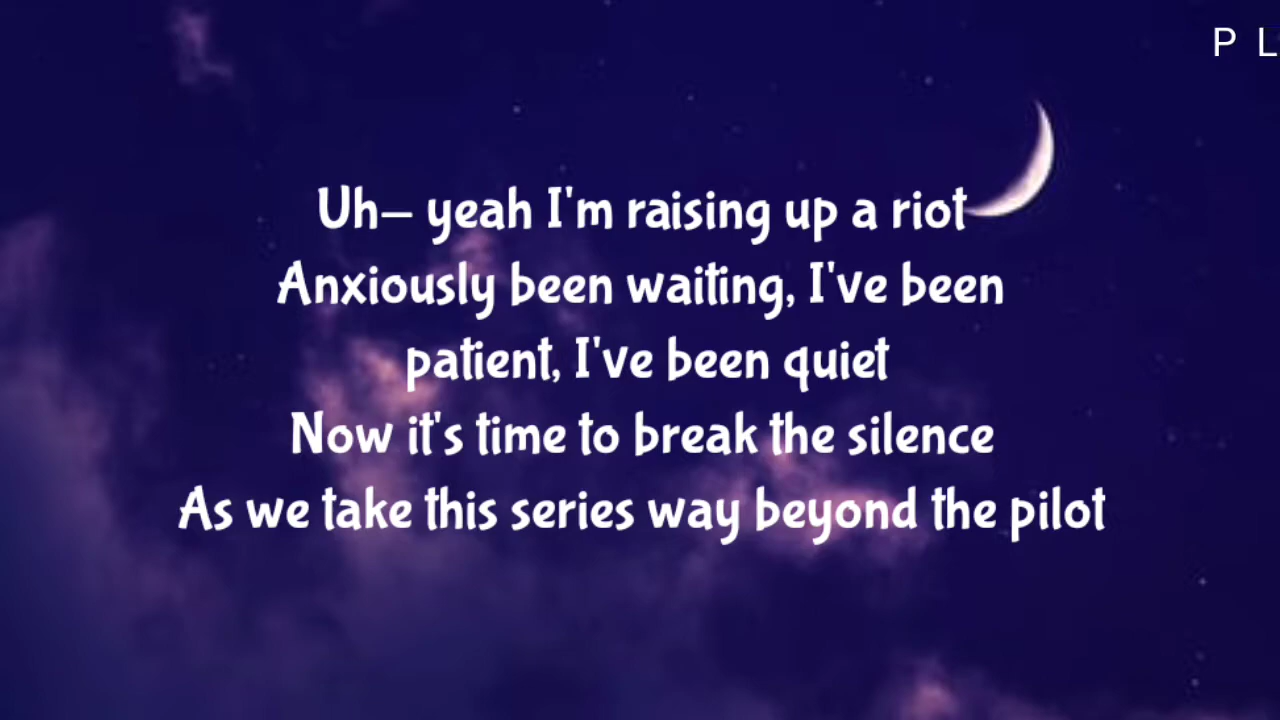 P L
Uh– yeah I'm raising up a riot
Anxiously been waiting, I've been
patient, I've been quiet
Now it's time to break the silence
As we take this series way beyond the pilot